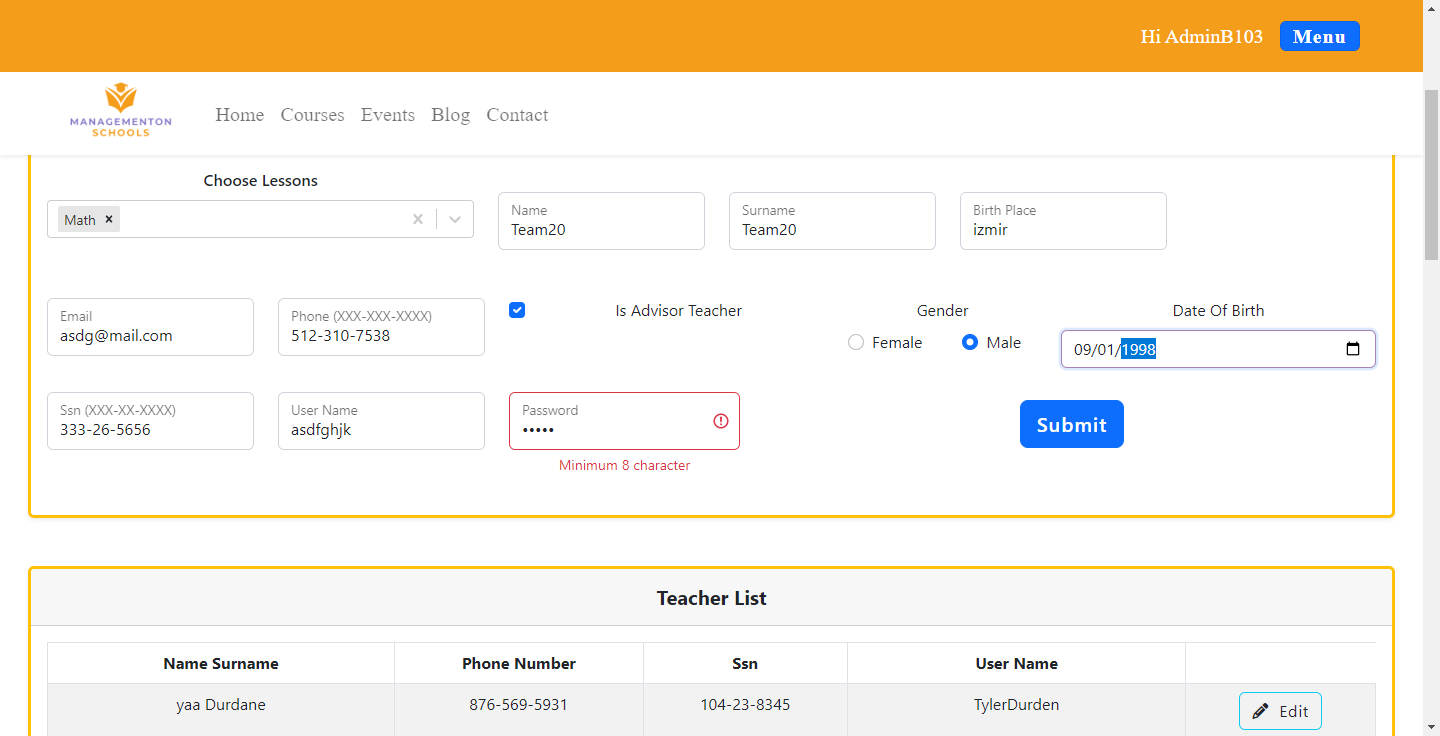 Hi AdminB103 Menu
MANAGEMENTON
SCHOOLS
Home Courses Events Blog Contact
Choose Lessons
Math ×
Name
Team20
Surname
Team20
Birth Place
izmir
Email
asdg@mail.com
Phone (XXX-XXX-XXXX)
512-310-7538
Is Advisor Teacher
Gender
Female Male
Date Of Birth
09/01/1998
Ssn (XXX-XX-XXXX)
333-26-5656
User Name
asdfghjk
Password
•••••
Minimum 8 character
Submit
Teacher List
Name Surname Phone Number Ssn User Name
yaa Durdane 876-569-5931 104-23-8345 TylerDurden Edit